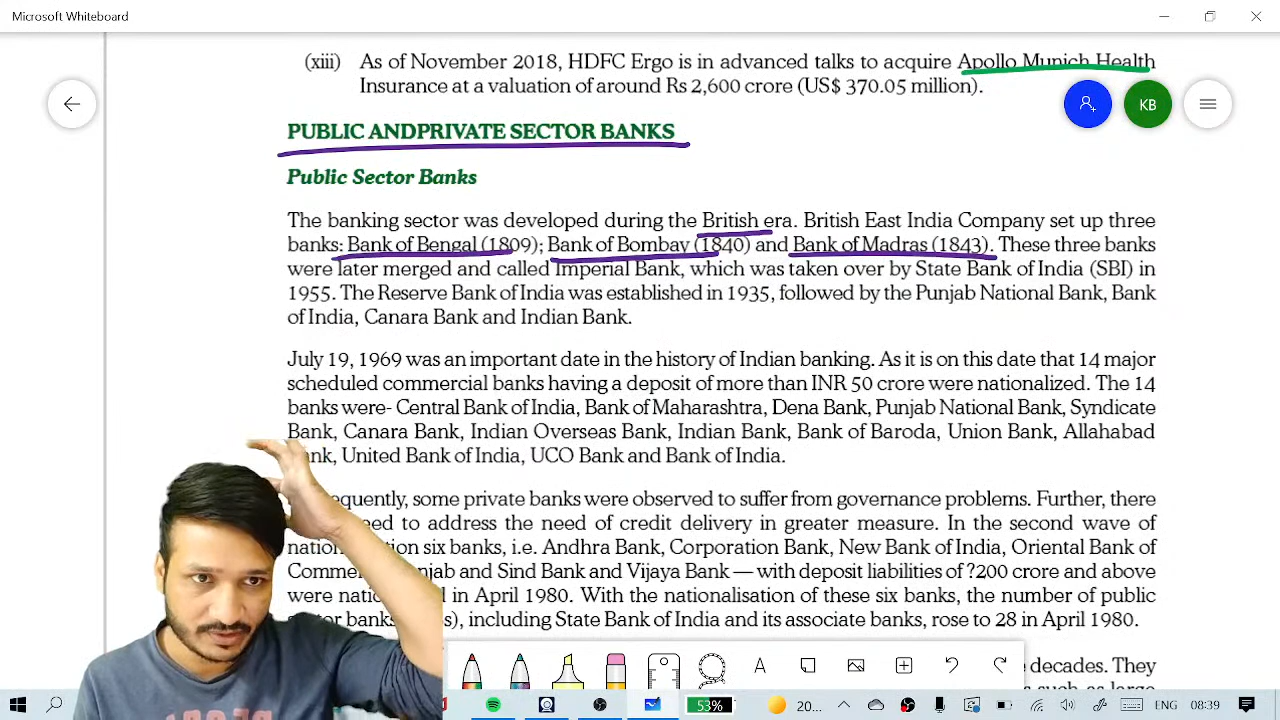 Microsoft Whiteboard
(xiii) As of November 2018, HDFC Ergo is in advanced talks to acquire Apollo Munich Health
Insurance at a valuation of around Rs 2,600 crore (US$ 370.05 million).
KB
PUBLIC ANDPRIVATE SECTOR BANKS
Public Sector Banks
The banking sector was developed during the British era. British East India Company set up three
banks: Bank of Bengal (1809); Bank of Bombay (1840) and Bank of Madras (1843). These three banks
were later merged and called Imperial Bank, which was taken over by State Bank of India (SBI) in
1955. The Reserve Bank of India was established in 1935, followed by the Punjab National Bank, Bank
of India, Canara Bank and Indian Bank.
July 19, 1969 was an important date in the history of Indian banking. As it is on this date that 14 major
scheduled commercial banks having a deposit of more than INR 50 crore were nationalized. The 14
banks were- Central Bank of India, Bank of Maharashtra, Dena Bank, Punjab National Bank, Syndicate
Bank, Canara Bank, Indian Overseas Bank, Indian Bank, Bank of Baroda, Union Bank, Allahabad
, United Bank of India, UCO Bank and Bank of India.
some private banks were observed to suffer from governance problems. Further, there
to address the need of credit delivery in greater measure. In the second wave of
six banks, i.e. Andhra Bank, Corporation Bank, New Bank of India, Oriental Bank of
and Sind Bank and Vijaya Bank — with deposit liabilities of ?200 crore and above
were in April 1980. With the nationalisation of these six banks, the number of public
including State Bank of India and its associate banks, rose to 28 in April 1980.
decades. They
53%
20...
ENG
08:39